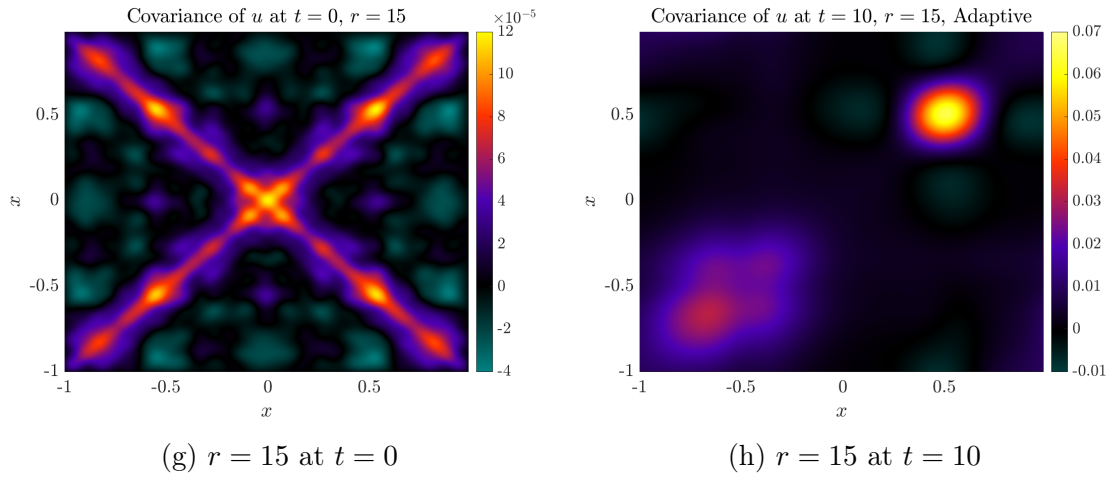 Covariance of u at t = 0, r = 15
×10⁻⁵
12
10
8
6
4
2
0
-2
-4
0.5
0
-0.5
-1
x
-1 -0.5 0 0.5
x
(g) r = 15 at t = 0
Covariance of u at t = 10, r = 15, Adaptive
0.07
0.06
0.05
0.04
0.03
0.02
0.01
0
-0.01
0.5
0
-0.5
-1
x
-1 -0.5 0 0.5
x
(h) r = 15 at t = 10